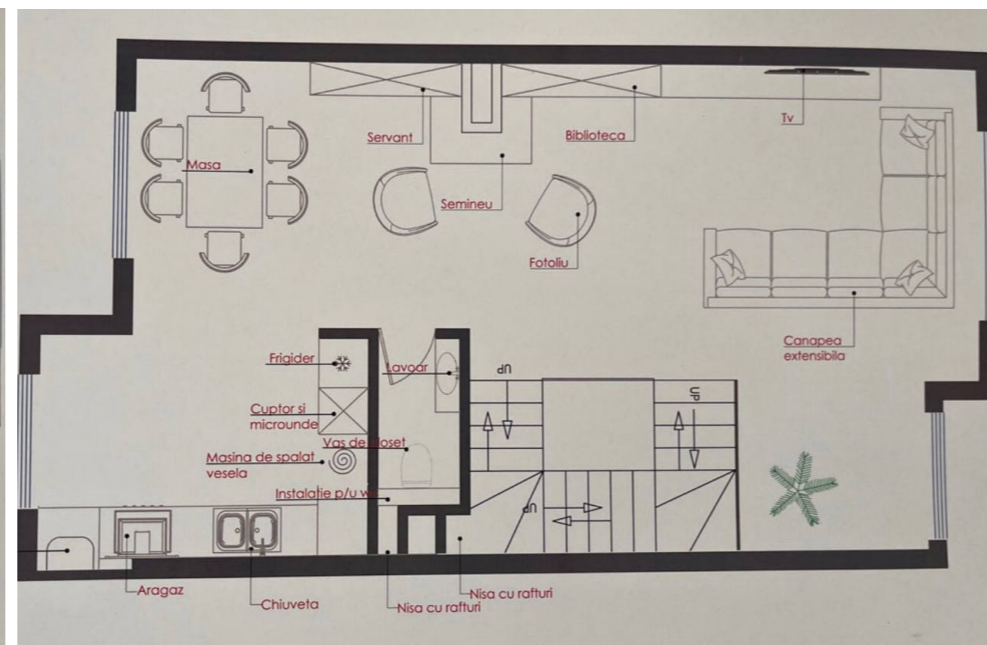 Servant
Biblioteca
Tv
Masa
Semineu
Fotoliu
Canapea
extensibila
Frigider
Lavoar
UP
UP
Cuptor si
microunde
Vas de closet
Masina de spalat
vesela
Instalatie p/u wc
UP
Aragaz
Chiuveta
Nisa cu rafturi
Nisa cu rafturi